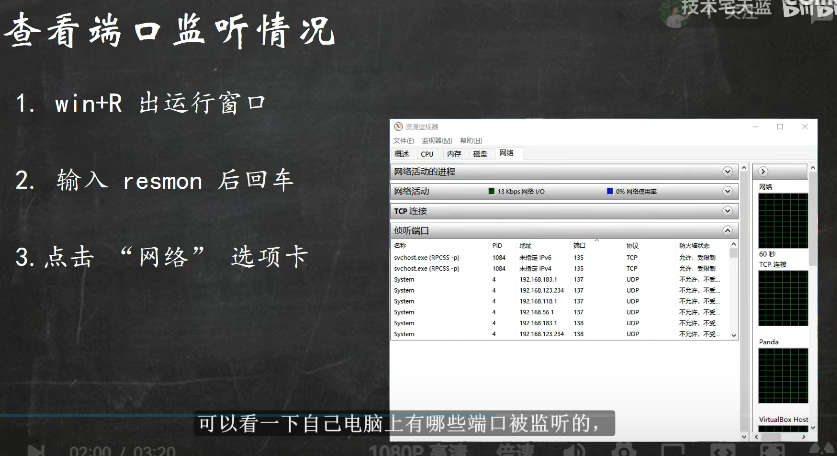 查看端口监听情况
技术宅天蓝
1. win+R 出运行窗口
2. 输入 resmon 后回车
3.点击 “网络” 选项卡
资源监视器
文件(F) 监视器(M) 帮助(H)
概述 CPU 内存 磁盘 网络
网络活动的进程
网络活动 13 Kbps 网络 I/O 0% 网络使用率
TCP 连接
侦听端口
名称 PID 地址 端口 协议 防火墙状态
svchost.exe (RPCSS -p) 1084 未指定 IPv6 135 TCP 允许，受限制
svchost.exe (RPCSS -p) 1084 未指定 IPv4 135 TCP 允许，受限制
System 4 192.168.183.1 137 UDP 不允许，不受...
System 4 192.168.123.234 137 UDP 不允许，不受...
System 4 192.168.118.1 137 UDP 不允许，不受...
System 4 192.168.56.1 137 UDP 不允许，不受...
System 4 192.168.183.1 138 UDP 不允许，不受...
System 4 192.168.123.234 138 UDP 不允许，不受...
网络
60 秒
TCP 连接
Panda
VirtualBox Host
可以看一下自己电脑上有哪些端口被监听的，
02:00 / 03:20
1080P 高清 倍速